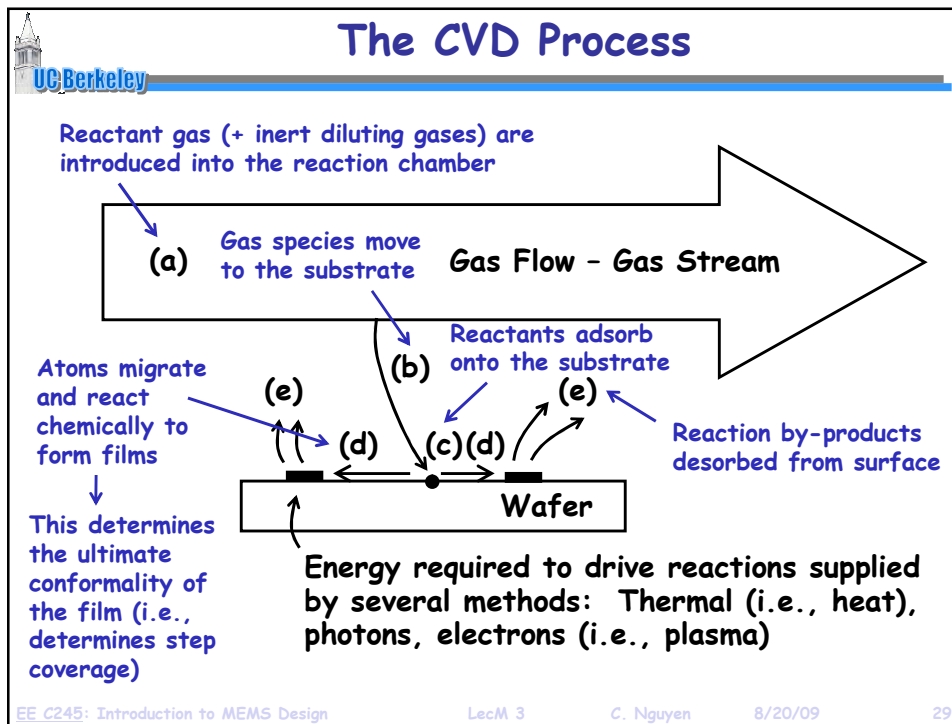 The CVD Process
UC Berkeley
Reactant gas (+ inert diluting gases) are
introduced into the reaction chamber
(a)
Gas species move
to the substrate
Gas Flow – Gas Stream
(b)
Reactants adsorb
onto the substrate
Atoms migrate
and react
chemically to
form films
(e)
(e)
(d)
(c)(d)
Reaction by-products
desorbed from surface
Wafer
This determines
the ultimate
conformality of
the film (i.e.,
determines step
coverage)
Energy required to drive reactions supplied
by several methods: Thermal (i.e., heat),
photons, electrons (i.e., plasma)
EE C245: Introduction to MEMS Design LecM 3 C. Nguyen 8/20/09 29